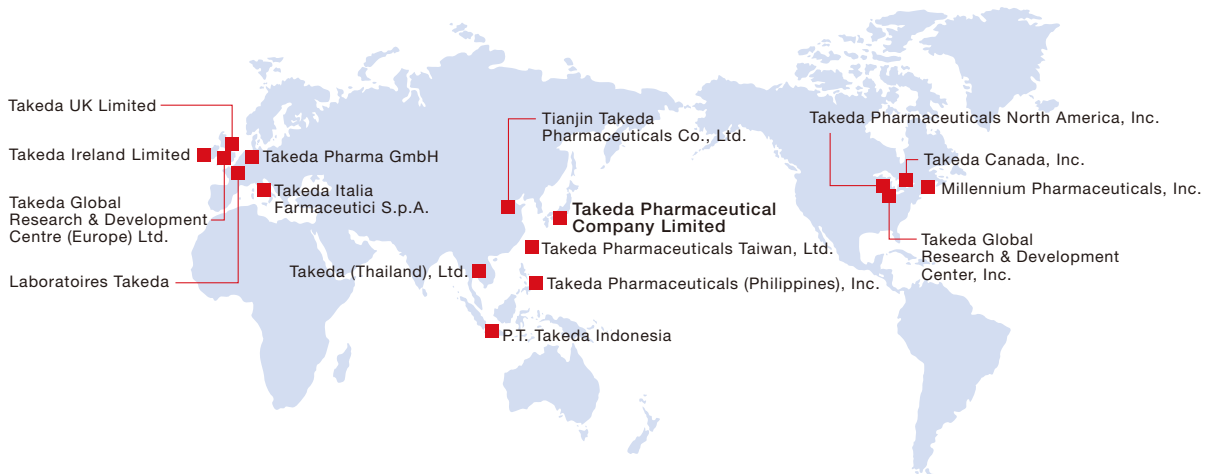 Takeda UK Limited
Takeda Ireland Limited
Takeda Global
Research & Development
Centre (Europe) Ltd.
Laboratoires Takeda
Takeda Pharma GmbH
Takeda Italia
Farmaceutici S.p.A.
Tianjin Takeda
Pharmaceuticals Co., Ltd.
Takeda Pharmaceutical
Company Limited
Takeda Pharmaceuticals Taiwan, Ltd.
Takeda (Thailand), Ltd.
Takeda Pharmaceuticals (Philippines), Inc.
P.T. Takeda Indonesia
Takeda Pharmaceuticals North America, Inc.
Takeda Canada, Inc.
Millennium Pharmaceuticals, Inc.
Takeda Global
Research & Development
Center, Inc.